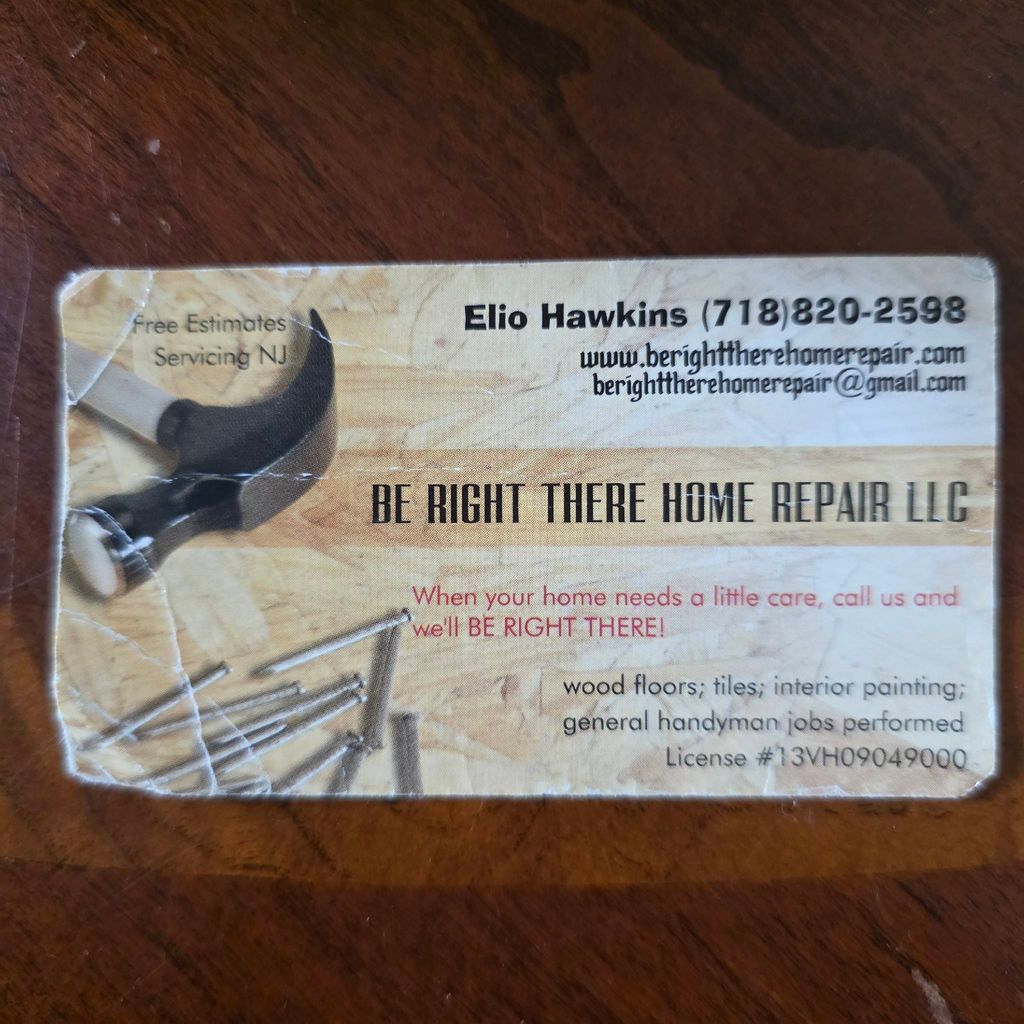 Free Estimates
Servicing NJ
Elio Hawkins (718)820-2598
www.berighttherehomerepair.com
berighttherehomerepair@gmail.com
BE RIGHT THERE HOME REPAIR LLC
When your home needs a little care, call us and
we'll BE RIGHT THERE!
wood floors; tiles; interior painting;
general handyman jobs performed
License #13VH09049000